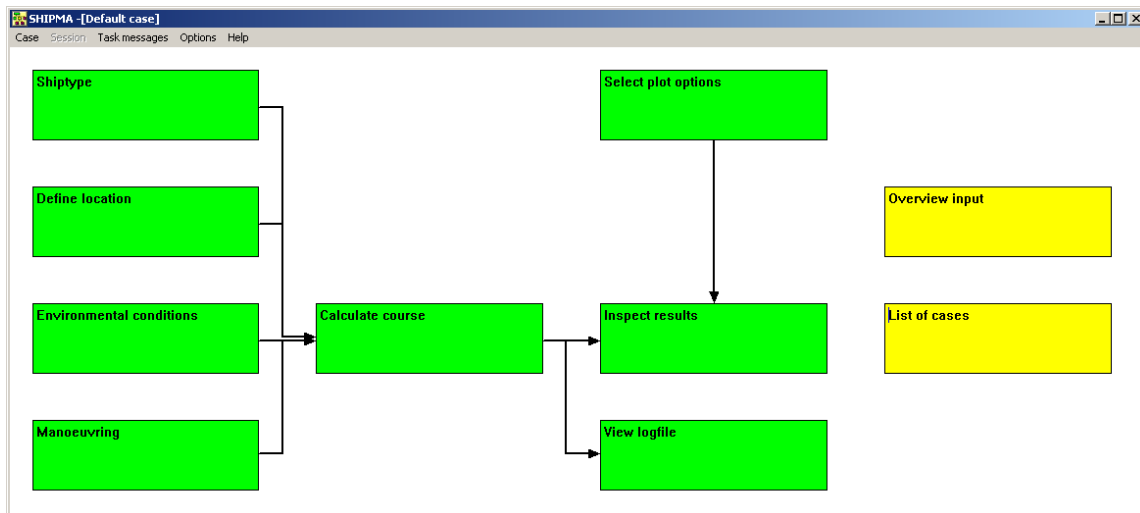 SHIPMA -[Default case]
Case Session Task messages Options Help
Shiptype
Select plot options
Define location
Overview input
Environmental conditions
Calculate course
Inspect results
List of cases
Manoeuvring
View logfile